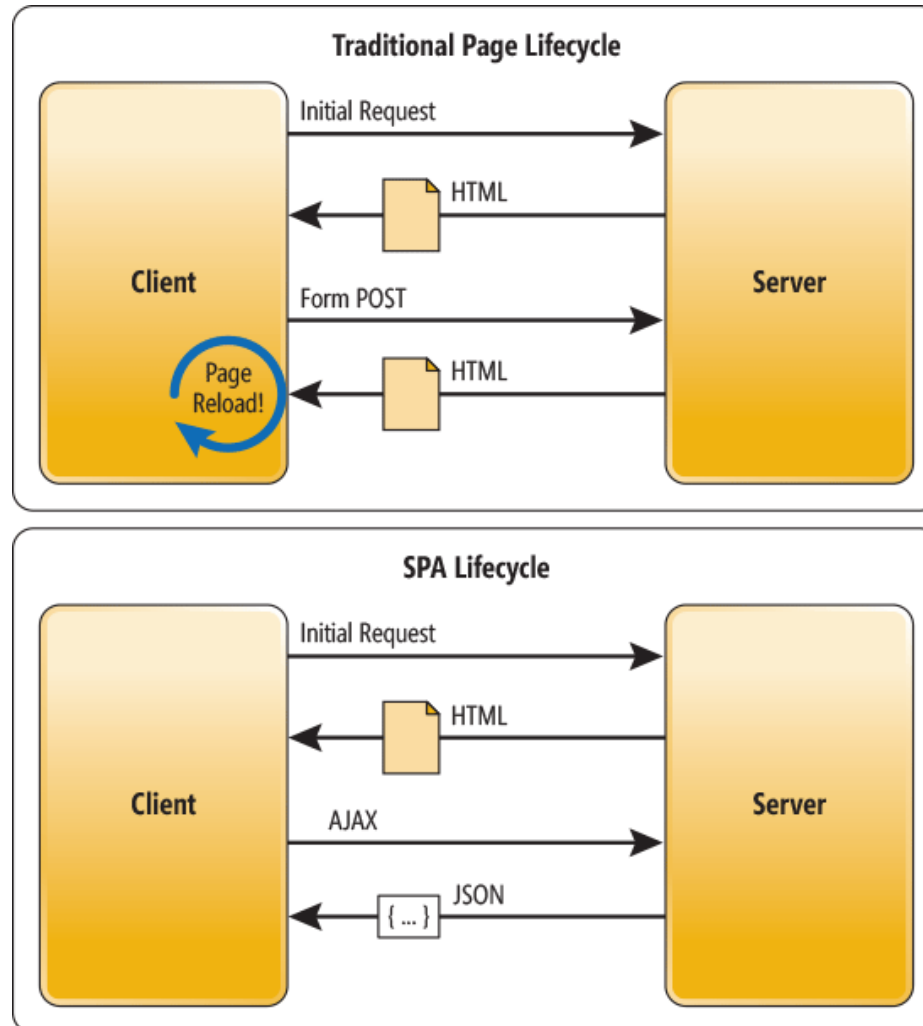 Traditional Page Lifecycle
Initial Request
HTML
Client
Server
Form POST
HTML
Page
Reload!
SPA Lifecycle
Initial Request
HTML
Client
Server
AJAX
JSON
{ ... }